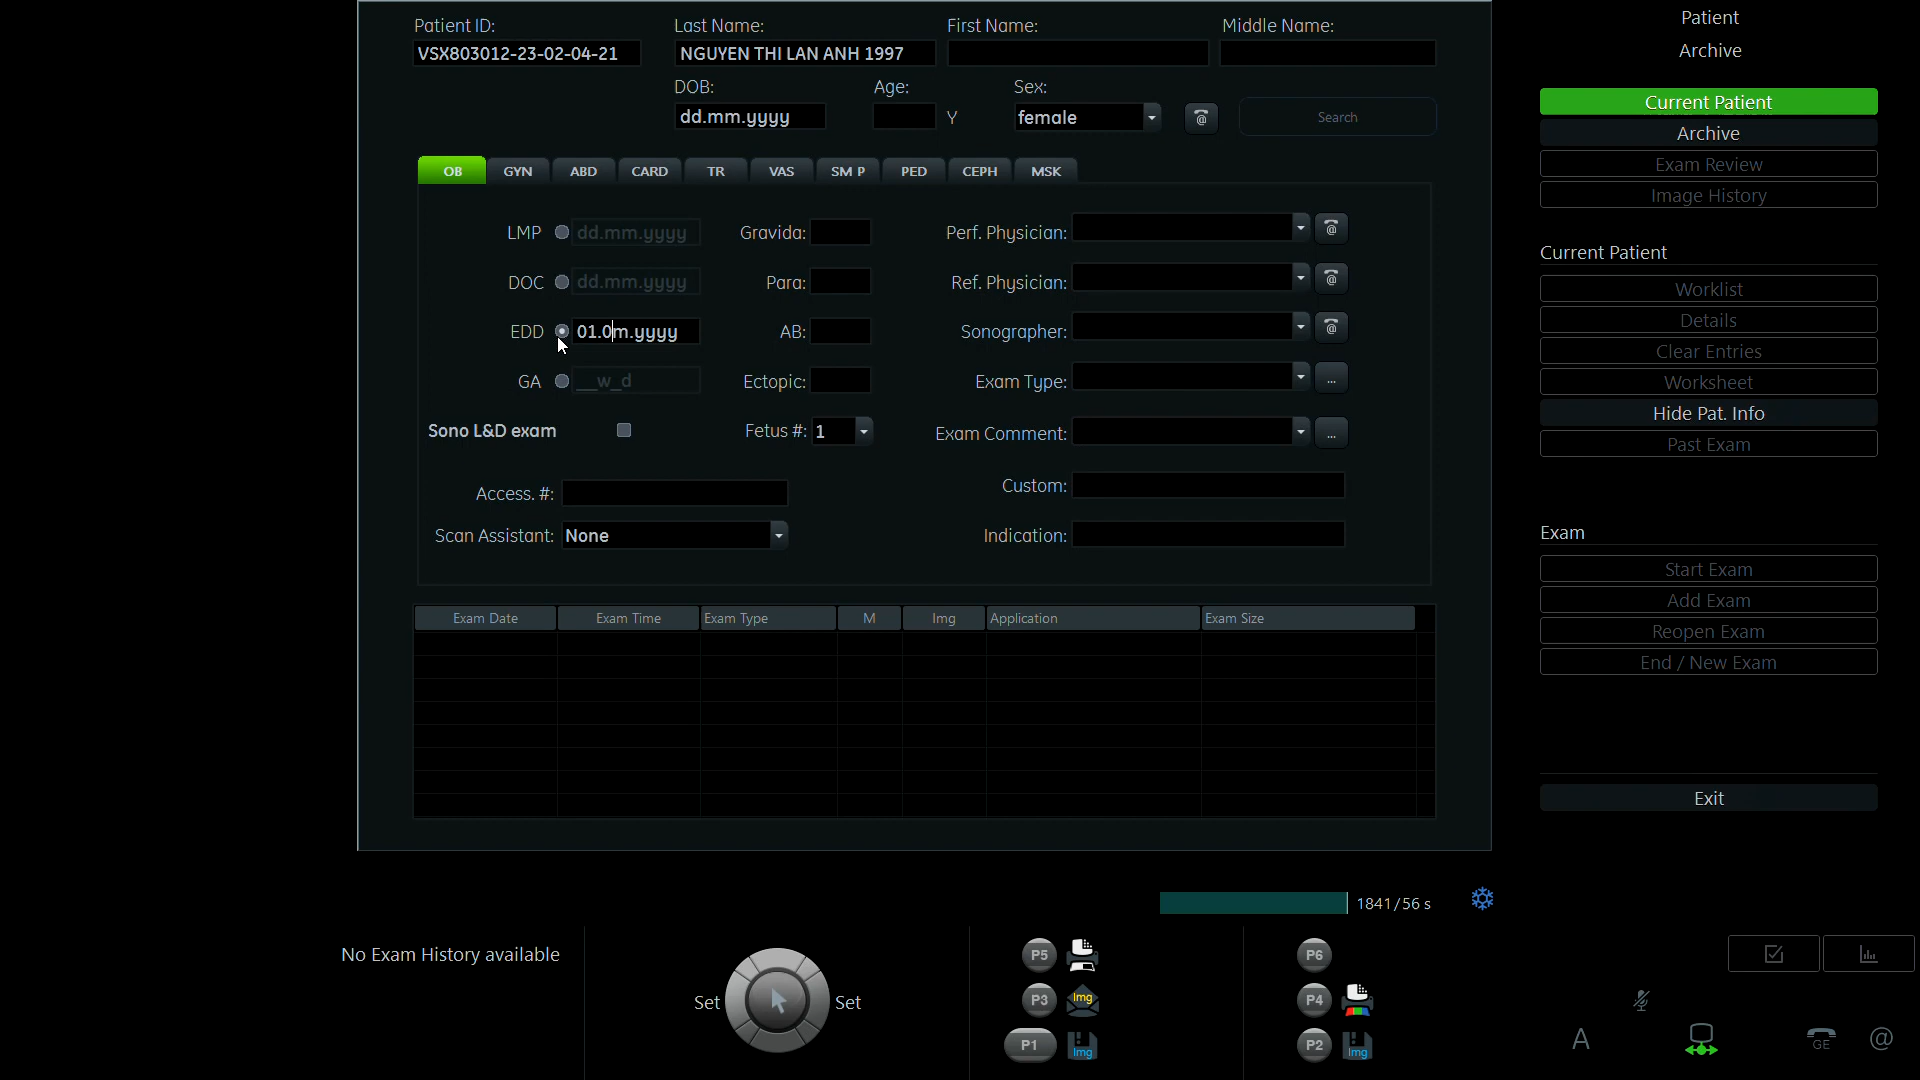 Patient ID:
Last Name:
First Name:
Middle Name:
VSX803012-23-02-04-21
NGUYEN THI LAN ANH 1997
DOB:
Age:
Sex:
dd.mm.yyyy
Y
female
@
Search
OB
GYN
ABD
CARD
TR
VAS
SM P
PED
CEPH
MSK
LMP
dd.mm.yyyy
Gravida:
Perf. Physician:
@
DOC
dd.mm.yyyy
Para:
Ref. Physician:
@
EDD
01.0m.yyyy
AB:
Sonographer:
@
GA
__w_d
Ectopic:
Exam Type:
...
Sono L&D exam
Fetus #:
1
Exam Comment:
...
Access. #:
Custom:
Scan Assistant:
None
Indication:
Exam Date
Exam Time
Exam Type
M
Img
Application
Exam Size
Patient
Archive
Current Patient
Archive
Exam Review
Image History
Current Patient
Worklist
Details
Clear Entries
Worksheet
Hide Pat. Info
Past Exam
Exam
Start Exam
Add Exam
Reopen Exam
End / New Exam
Exit
1841/56 s
No Exam History available
Set
Set
P5
P3
Img
P1
Img
P6
P4
P2
Img
A
GE
@